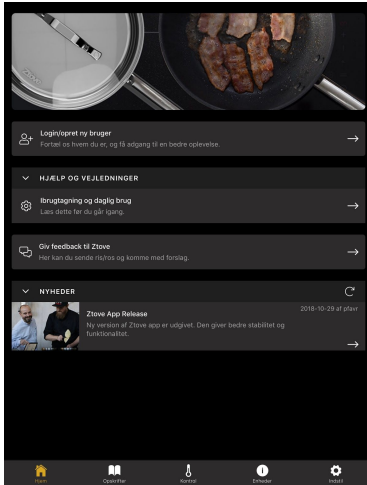 Login/opret ny bruger
Fortæl os hvem du er, og få adgang til en bedre oplevelse.
HJÆLP OG VEJLEDNINGER
Ibrugtagning og daglig brug
Læs dette før du går igang.
Giv feedback til Ztove
Her kan du sende ris/ros og komme med forslag.
NYHEDER
2018-10-29 af pfavr
Ztove App Release
Ny version af Ztove app er udgivet. Den giver bedre stabilitet og
funktionalitet.
Hjem
Opskrifter
Kontrol
Enheder
Indstil